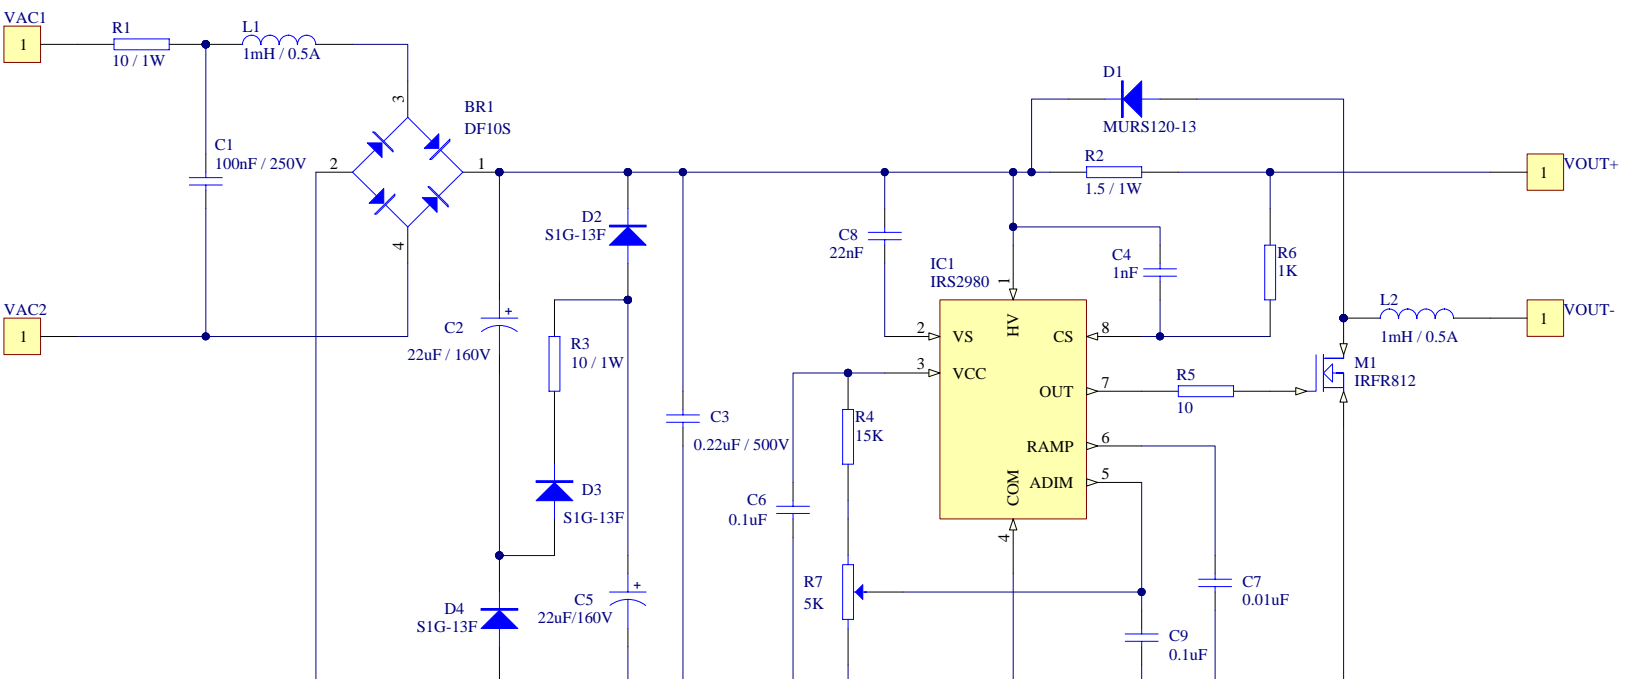 VAC1
1
R1
10 / 1W
L1
1mH / 0.5A
C1
100nF / 250V
3
BR1
DF10S
2
1
4
VAC2
1
D2
S1G-13F
C2
22uF / 160V
+
R3
10 / 1W
D3
S1G-13F
D4
S1G-13F
C5
22uF/160V
+
C3
0.22uF / 500V
D1
MURS120-13
R2
1.5 / 1W
VOUT+
1
C8
22nF
IC1
IRS2980
1
HV
C4
1nF
R6
1K
2
VS
CS
8
3
VCC
OUT
7
RAMP
6
ADIM
5
COM
4
L2
1mH / 0.5A
VOUT-
1
M1
IRFR812
R5
10
R4
15K
C6
0.1uF
R7
5K
C7
0.01uF
C9
0.1uF